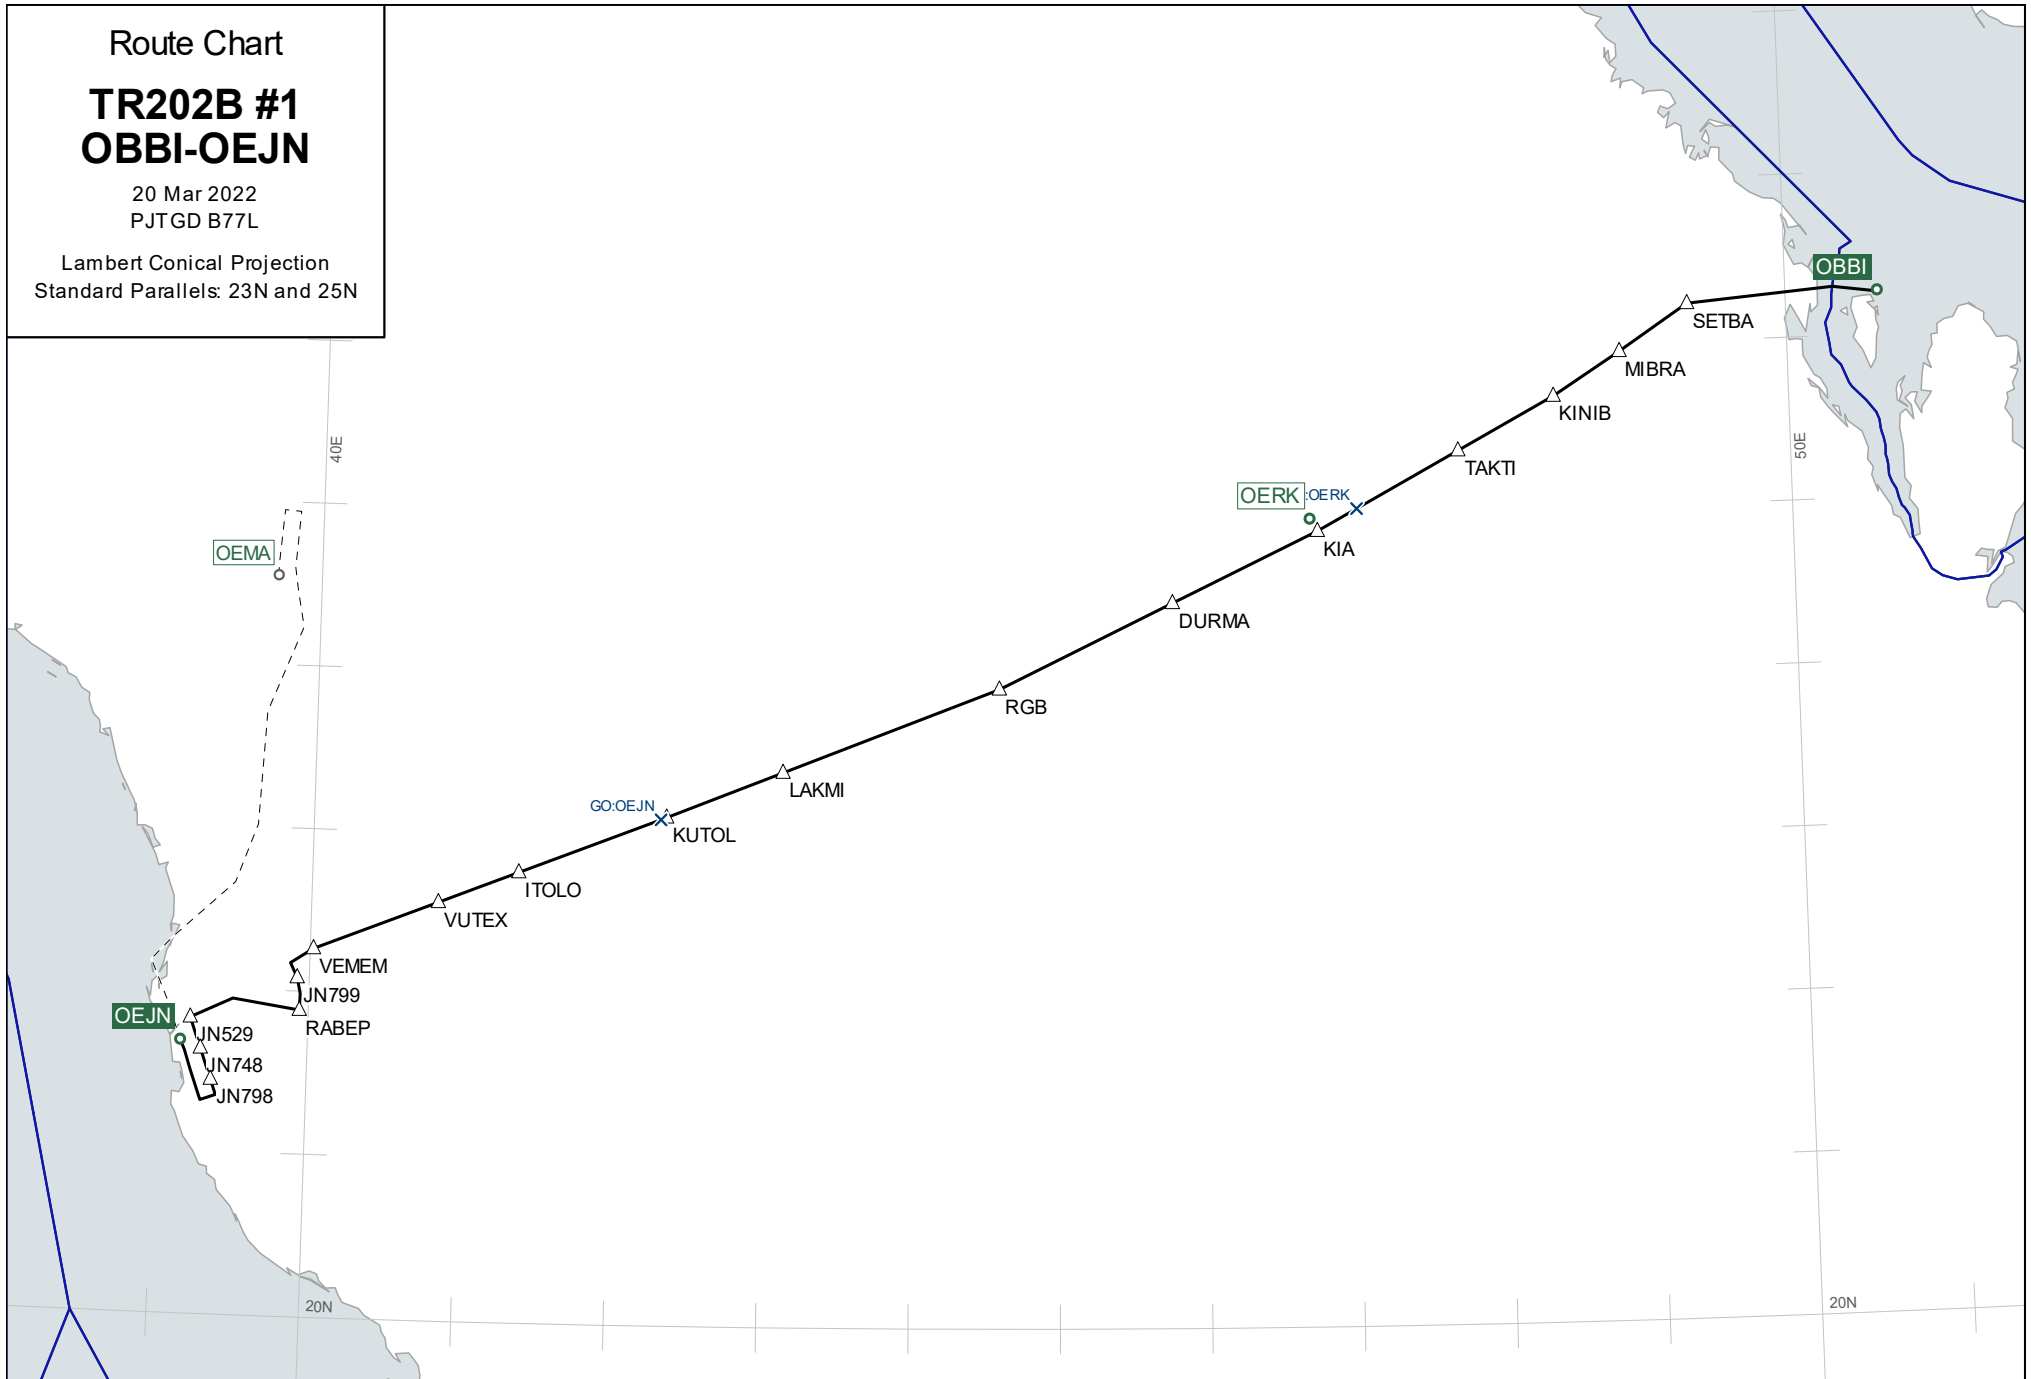 Route Chart
TR202B #1
OBBI-OEJN
20 Mar 2022
PJTGD B77L
Lambert Conical Projection
Standard Parallels: 23N and 25N
OBBI
SETBA
MIBRA
KINIB
40E
50E
TAKTI
OERK
:OERK
KIA
OEMA
DURMA
RGB
LAKMI
GO:OEJN
KUTOL
ITOLO
VUTEX
VEMEM
JN799
OEJN
RABEP
JN529
JN748
JN798
20N
20N